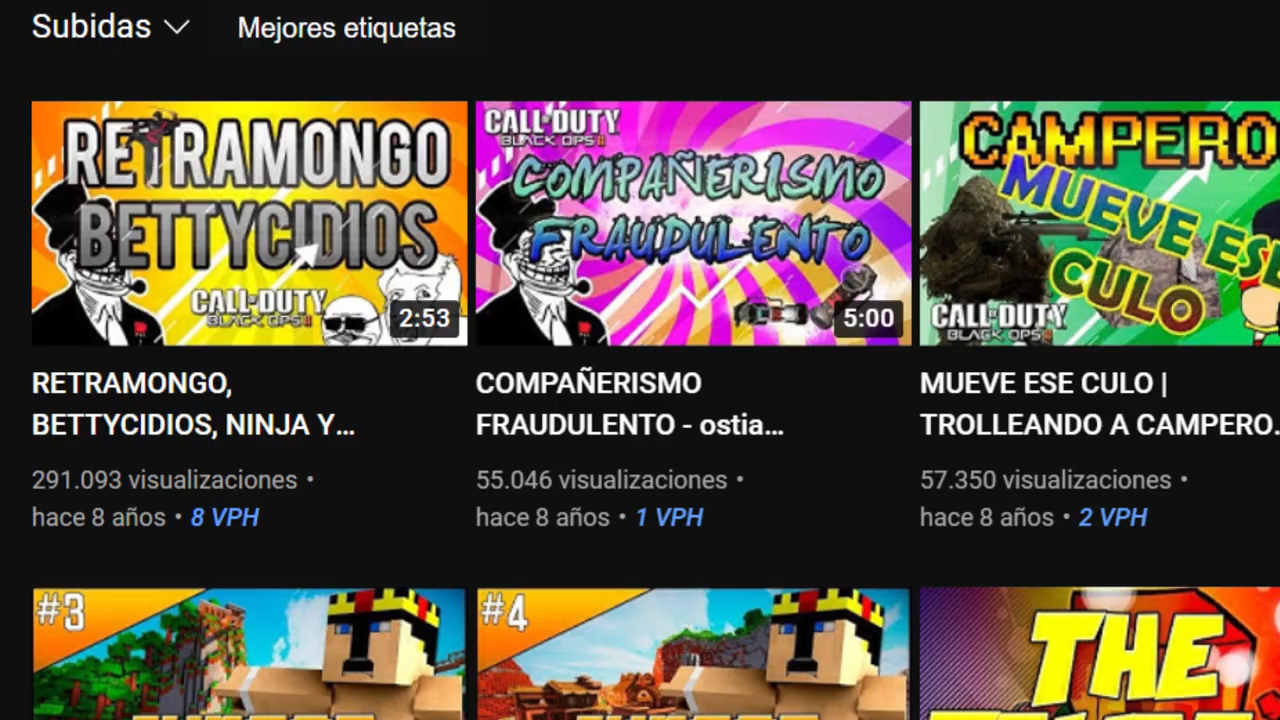 Subidas
Mejores etiquetas
RETRAMONGO
BETTYCIDIOS
CALL·DUTY
BLACK OPS II
2:53
CALL·DUTY
BLACK OPS II
COMPAÑERISMO
FRAUDULENTO
5:00
CAMPERO
MUEVE ESE
CULO
CALL·DUTY
BLACK OPS II
RETRAMONGO,
BETTYCIDIOS, NINJA Y...
291.093 visualizaciones •
hace 8 años • 8 VPH
COMPAÑERISMO
FRAUDULENTO - ostia...
55.046 visualizaciones •
hace 8 años • 1 VPH
MUEVE ESE CULO |
TROLLEANDO A CAMPERO.
57.350 visualizaciones •
hace 8 años • 2 VPH
#3
#4
THE